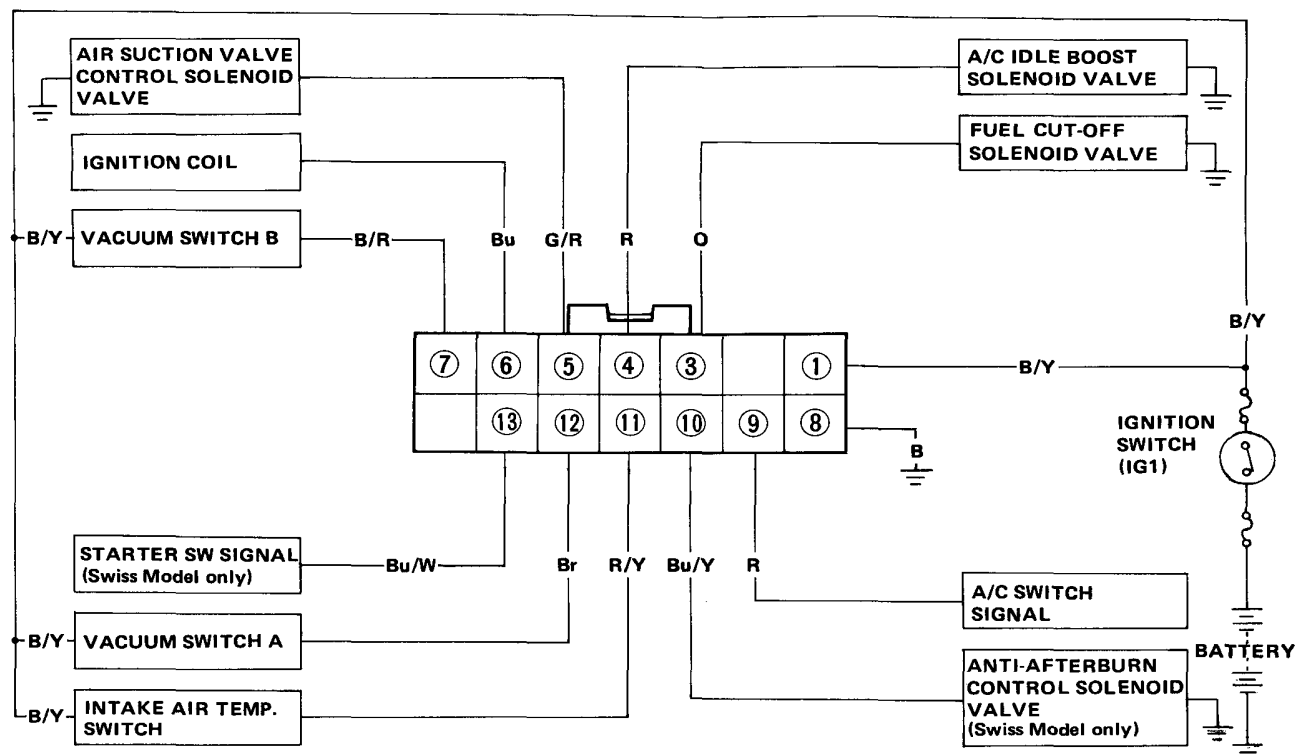 AIR SUCTION VALVE
CONTROL SOLENOID
VALVE
A/C IDLE BOOST
SOLENOID VALVE
IGNITION COIL
FUEL CUT-OFF
SOLENOID VALVE
B/Y
VACUUM SWITCH B
B/R
Bu
G/R
R
O
B/Y
7
6
5
4
3
1
B/Y
13
12
11
10
9
8
B
IGNITION
SWITCH
(IG1)
STARTER SW SIGNAL
(Swiss Model only)
Bu/W
Br
R/Y
Bu/Y
R
A/C SWITCH
SIGNAL
B/Y
VACUUM SWITCH A
BATTERY
B/Y
INTAKE AIR TEMP.
SWITCH
ANTI-AFTERBURN
CONTROL SOLENOID
VALVE
(Swiss Model only)